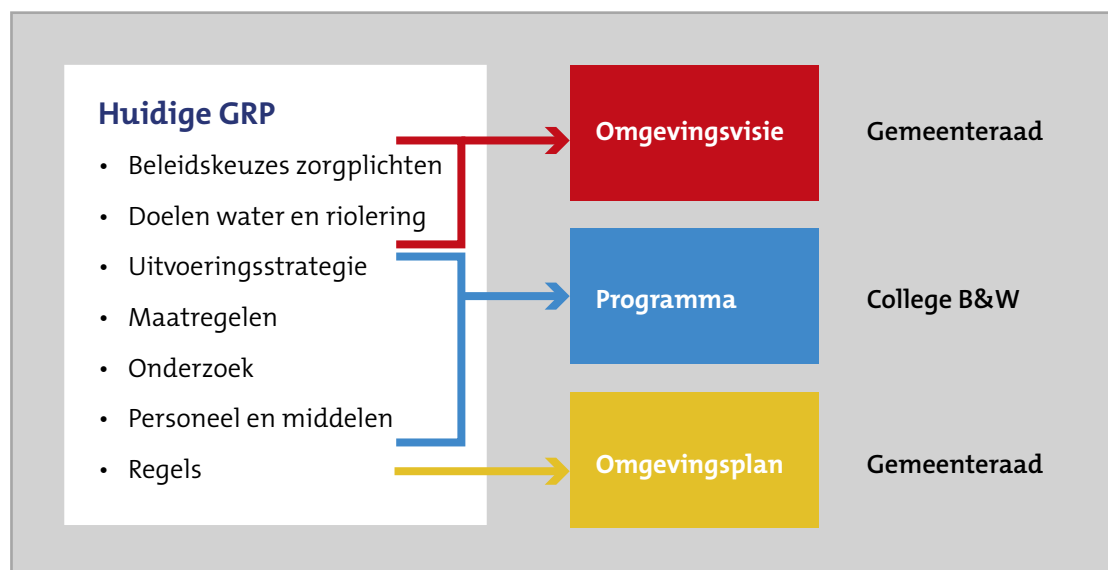 Huidige GRP
• Beleidskeuzes zorgplichten
• Doelen water en riolering
• Uitvoeringsstrategie
• Maatregelen
• Onderzoek
• Personeel en middelen
• Regels
Omgevingsvisie
Gemeenteraad
Programma
College B&W
Omgevingsplan
Gemeenteraad